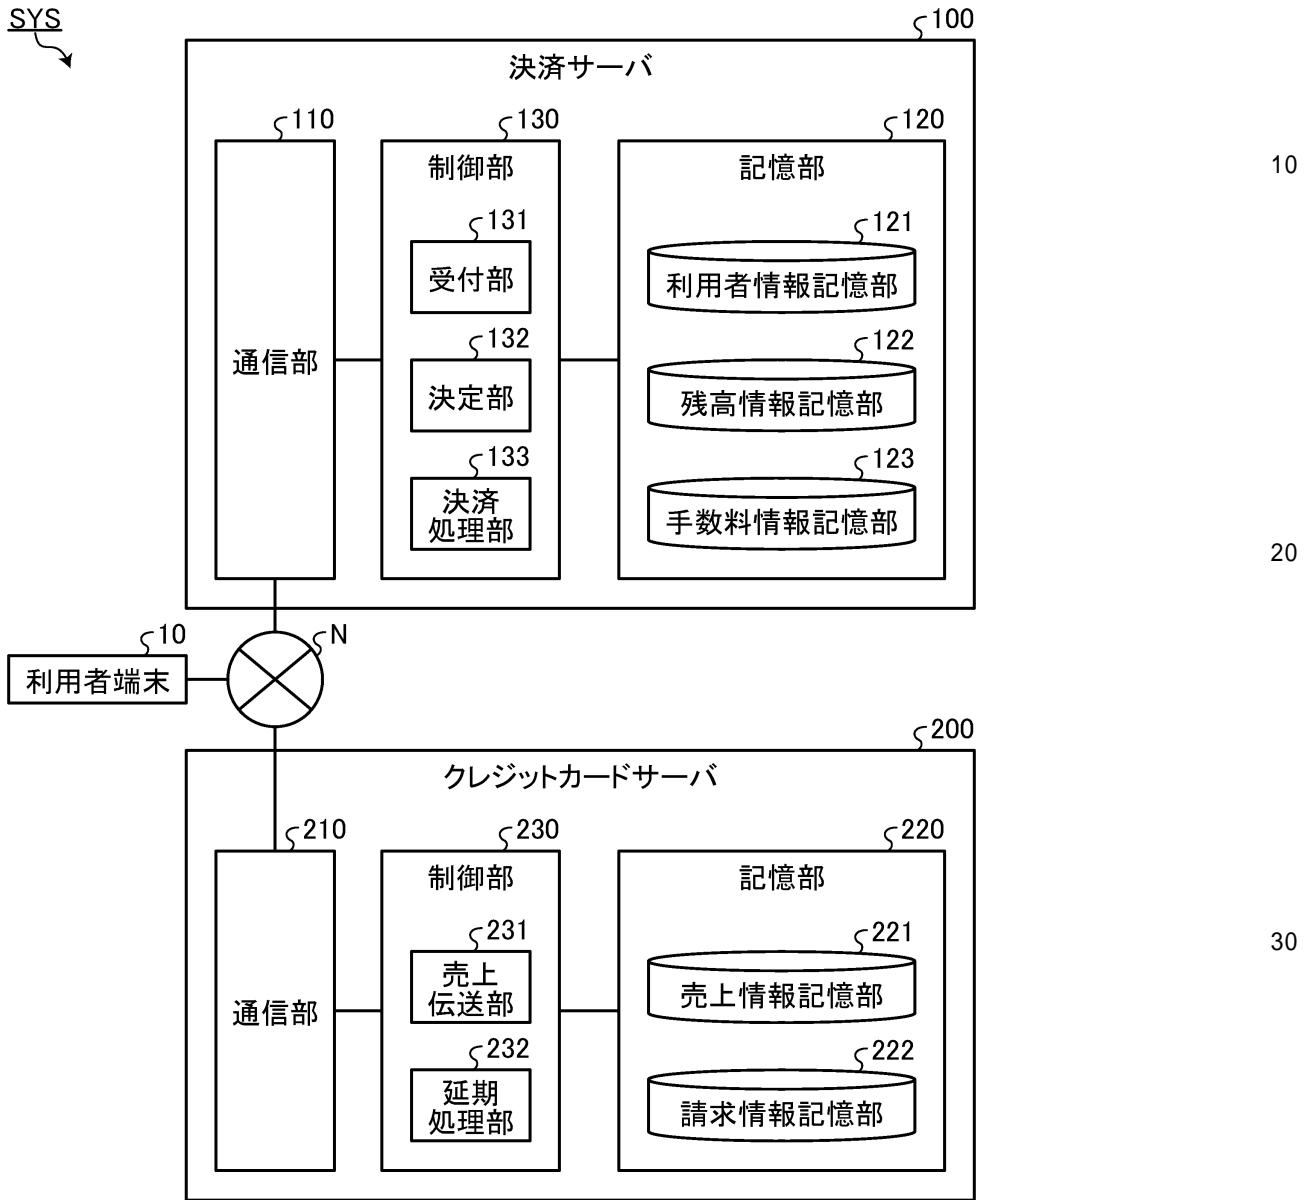 SYS
100
決済サーバ
110
130
120
制御部
記憶部
10
131
121
受付部
利用者情報記憶部
132
122
通信部
決定部
残高情報記憶部
133
123
決済
処理部
手数料情報記憶部
20
10
N
利用者端末
200
クレジットカードサーバ
210
230
220
制御部
記憶部
231
221
売上
伝送部
売上情報記憶部
30
通信部
232
222
延期
処理部
請求情報記憶部